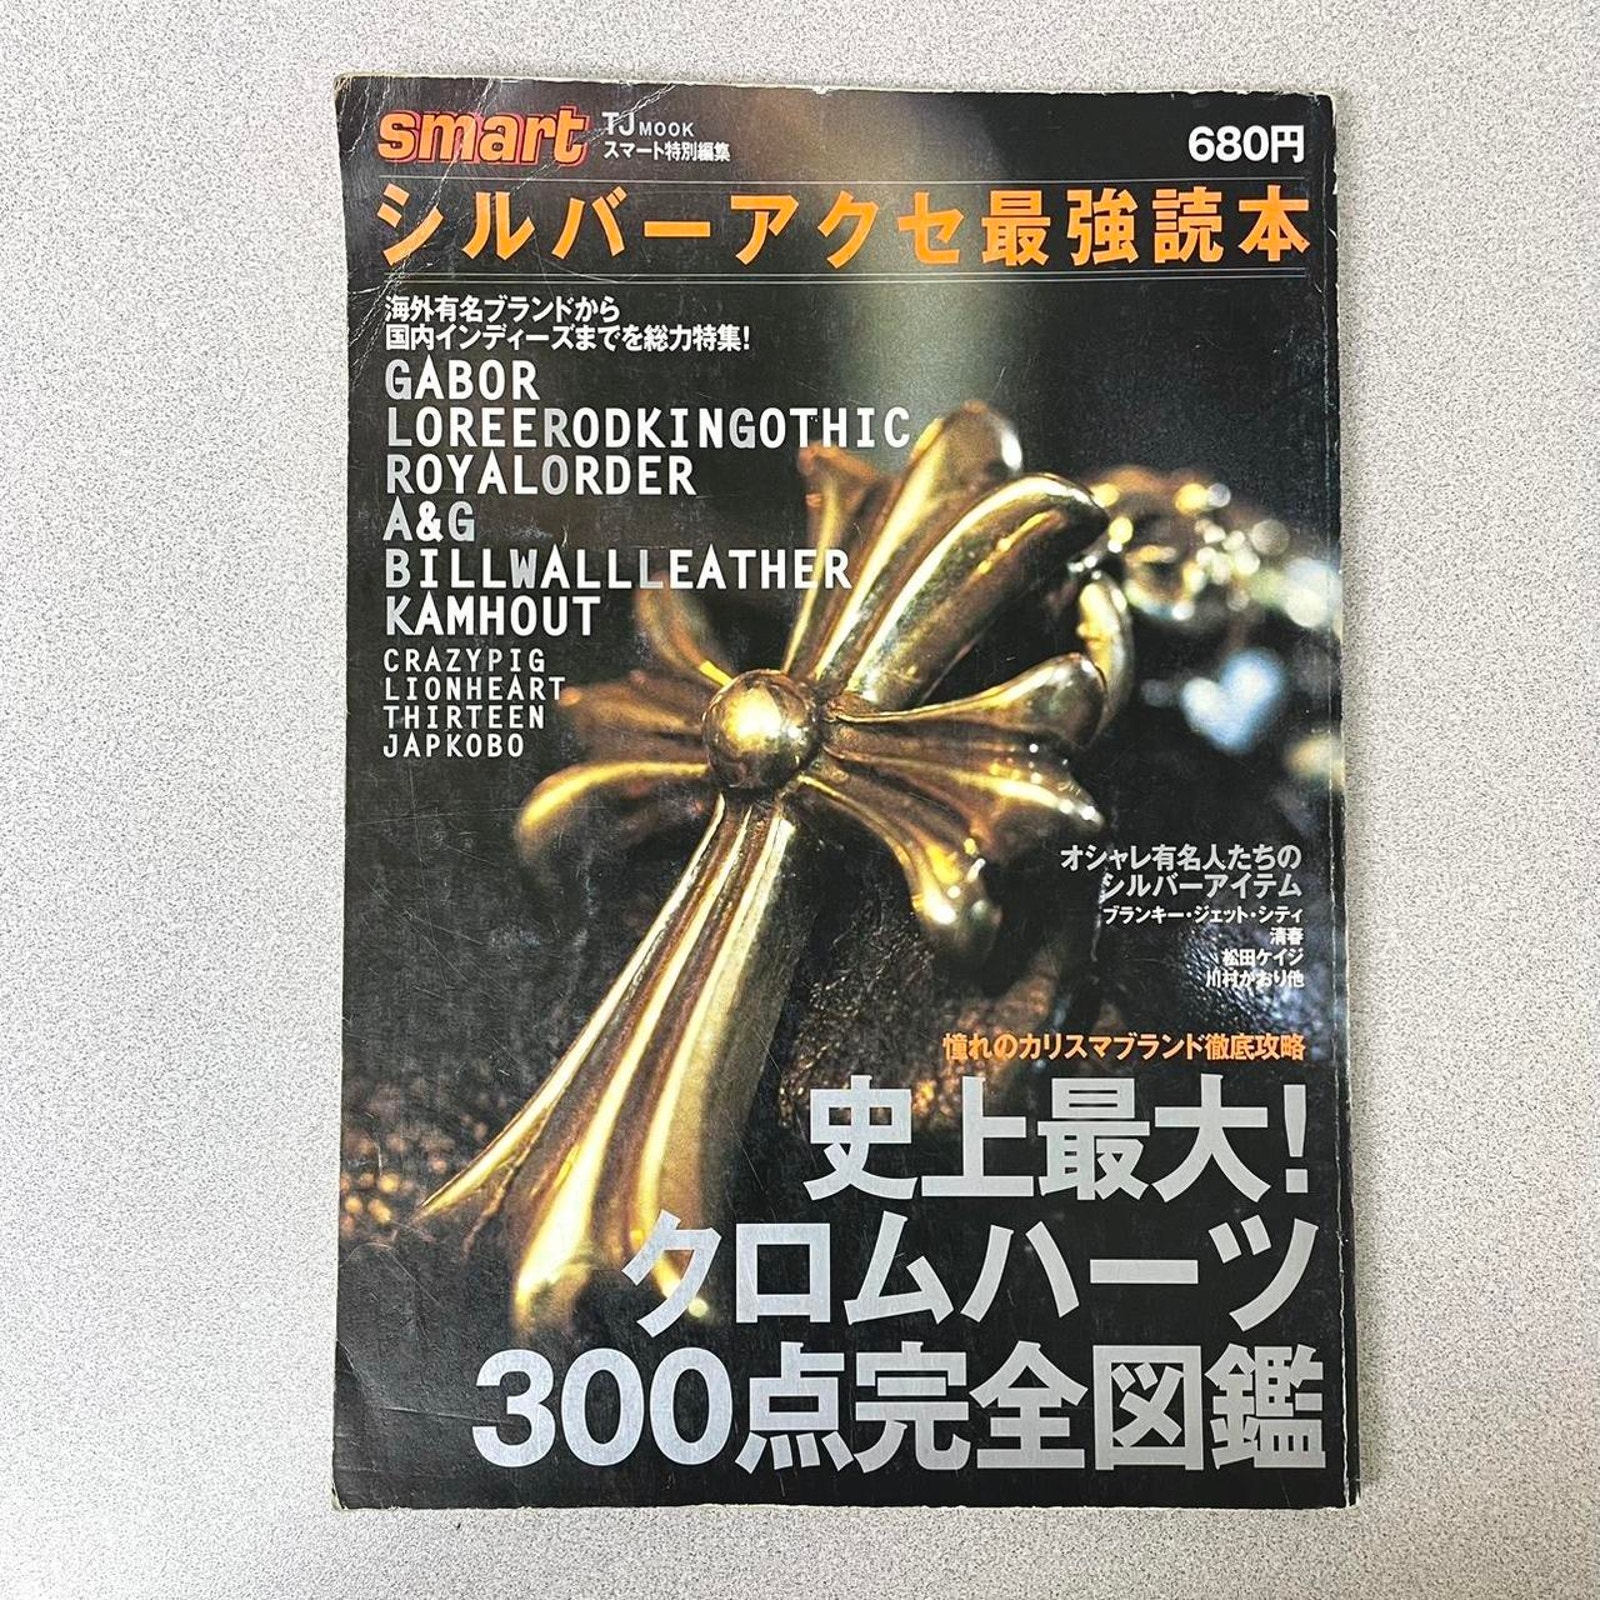 smart TJ MOOK
スマート特別編集
680円
シルバーアクセ最強読本
海外有名ブランドから
国内インディーズまでを総力特集!
GABOR
LOREERODKINGOTHIC
ROYALORDER
A&G
BILLWALLLEATHER
KAMHOUT
CRAZYPIG
LIONHEART
THIRTEEN
JAPKOBO
オシャレ有名人たちの
シルバーアイテム
ブランキー・ジェット・シティ
清春
松田ケイジ
川村かおり他
憧れのカリスマブランド徹底攻略
史上最大!
クロムハーツ
300点完全図鑑